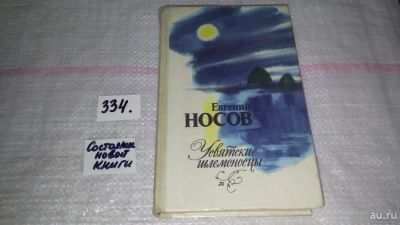 334.
Состояние
новой
книги
Евгений
НОСОВ
Усвятские
шлемоносцы
au.ru